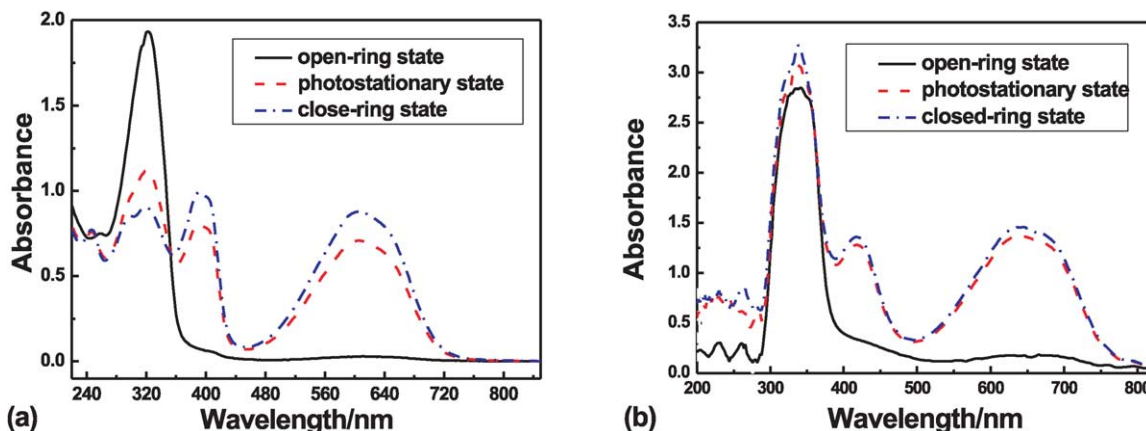 2.0
1.5
1.0
0.5
0.0
Absorbance
open-ring state
photostationary state
close-ring state
240 320 400 480 560 640 720 800
Wavelength/nm
(a)
3.5
3.0
2.5
2.0
1.5
1.0
0.5
0.0
Absorbance
open-ring state
photostationary state
closed-ring state
200 300 400 500 600 700 800
Wavelength/nm
(b)